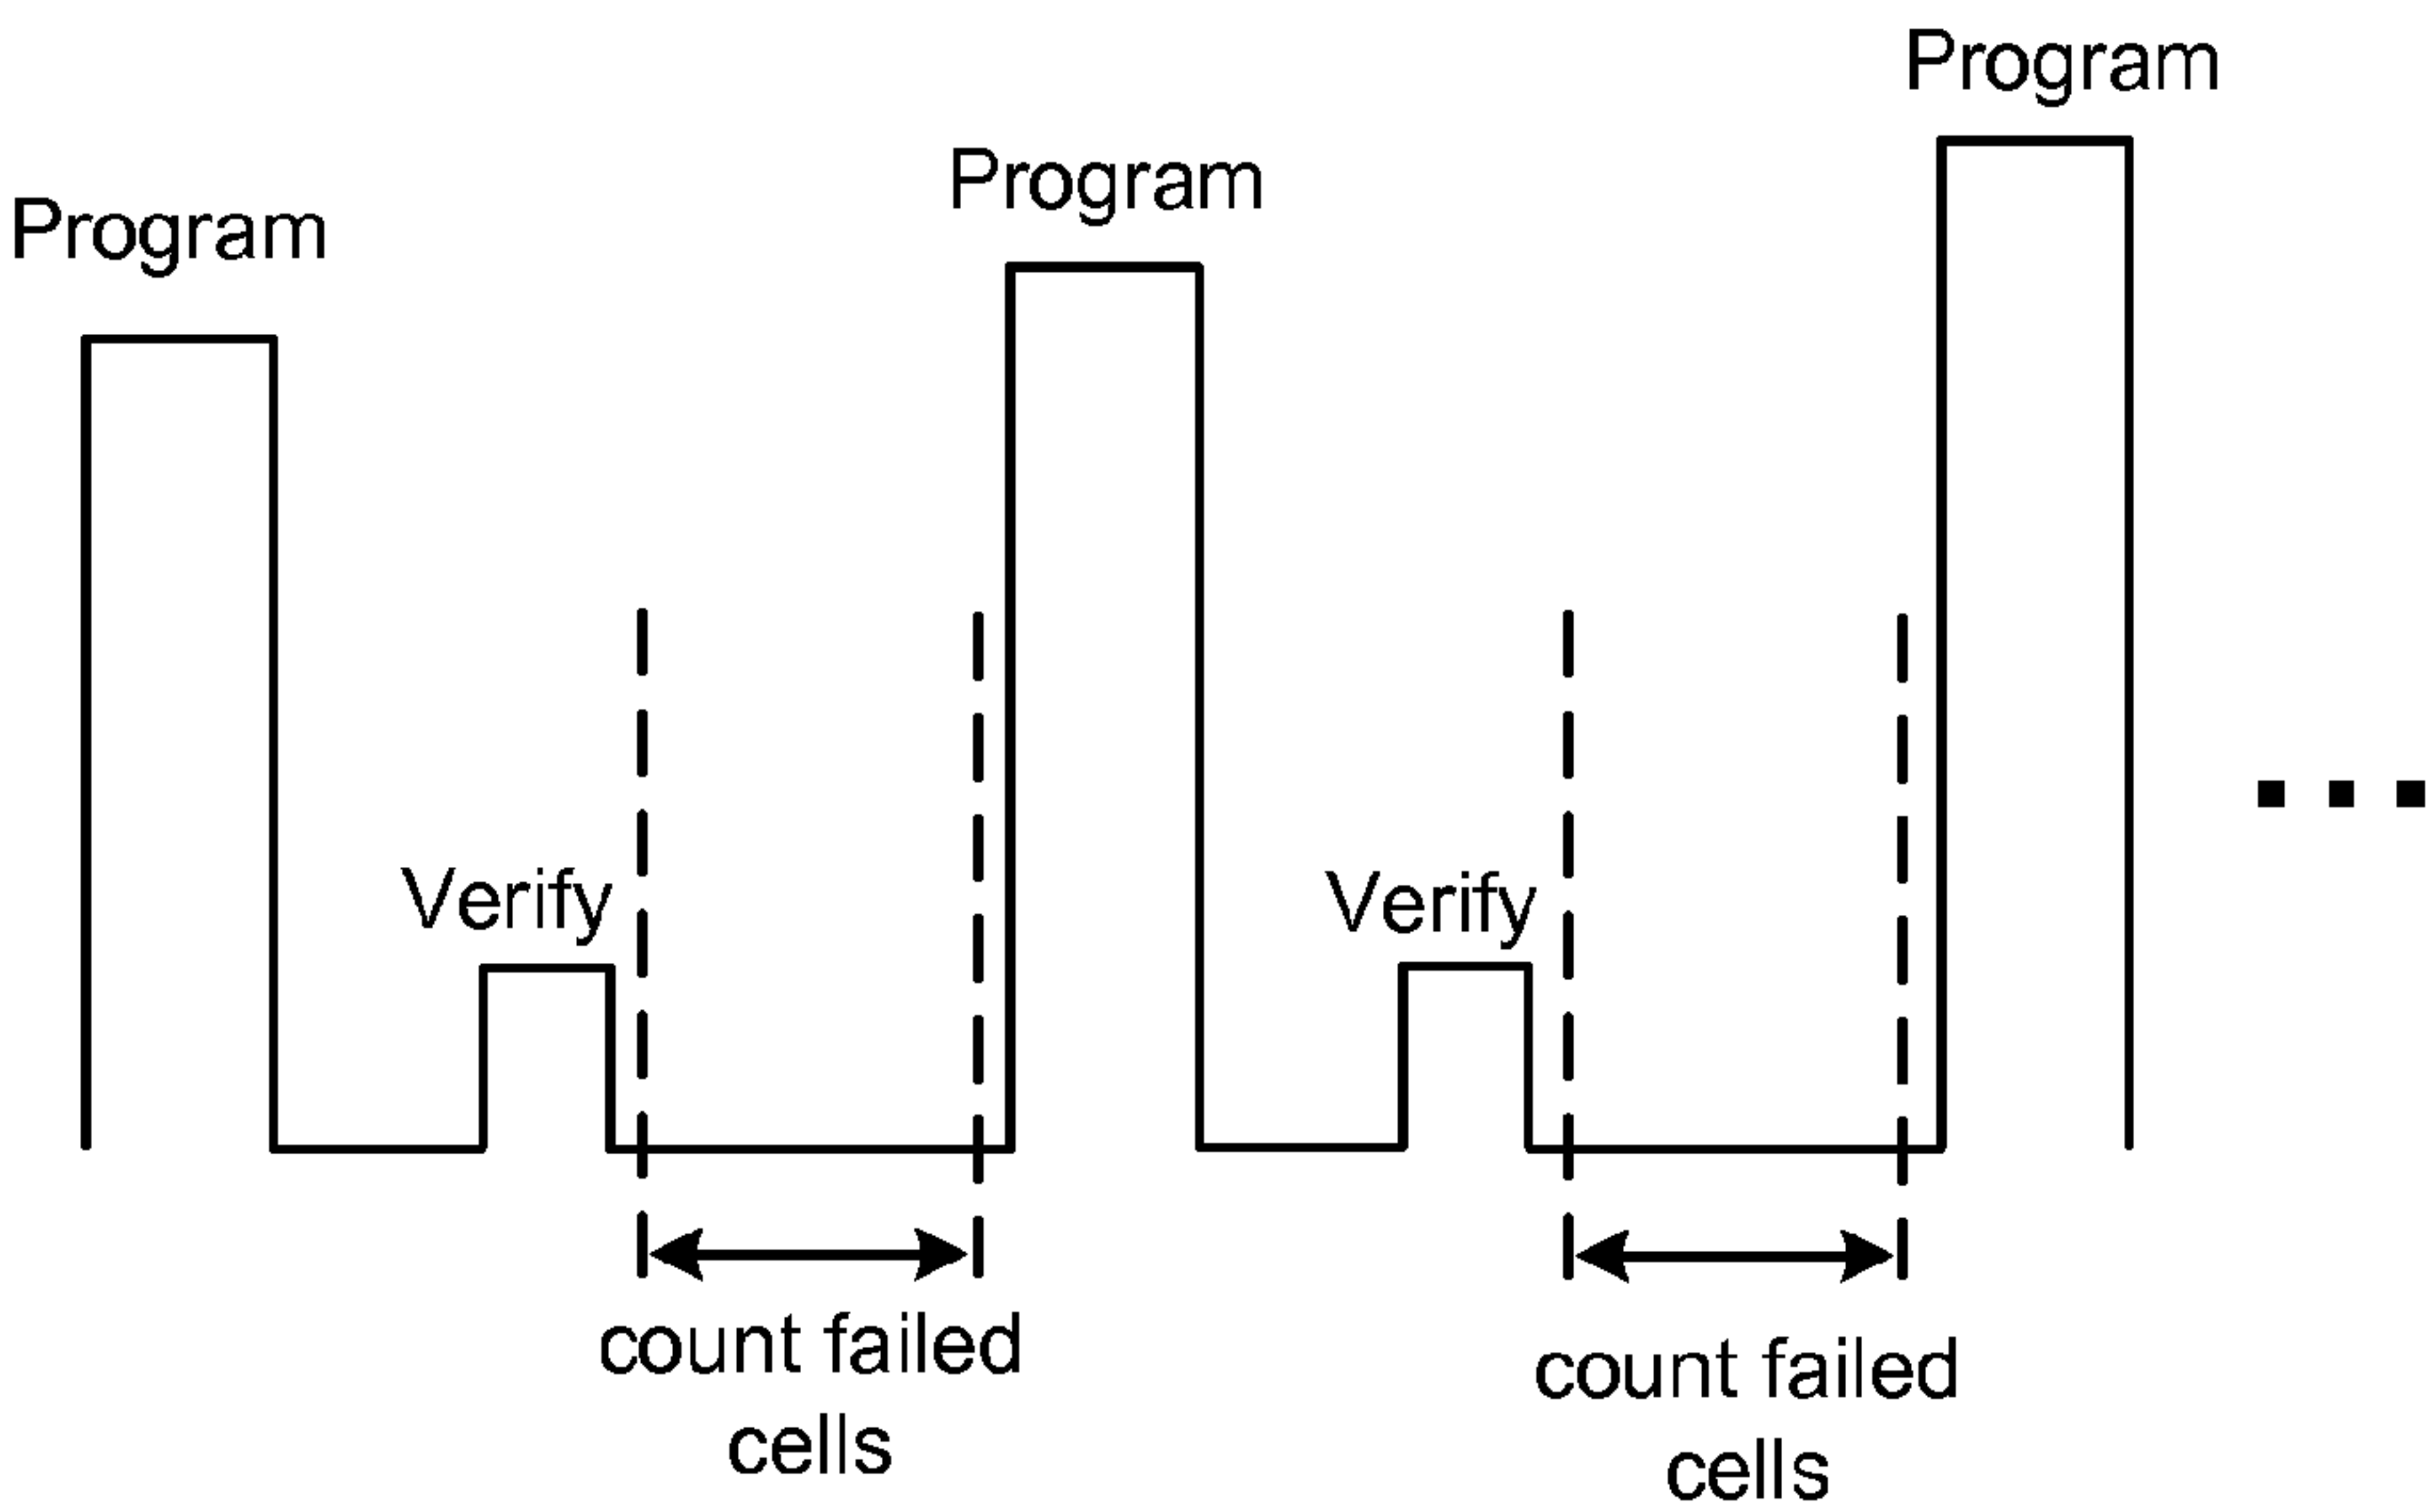 Program
Program
Program
Verify
Verify
count failed
cells
count failed
cells